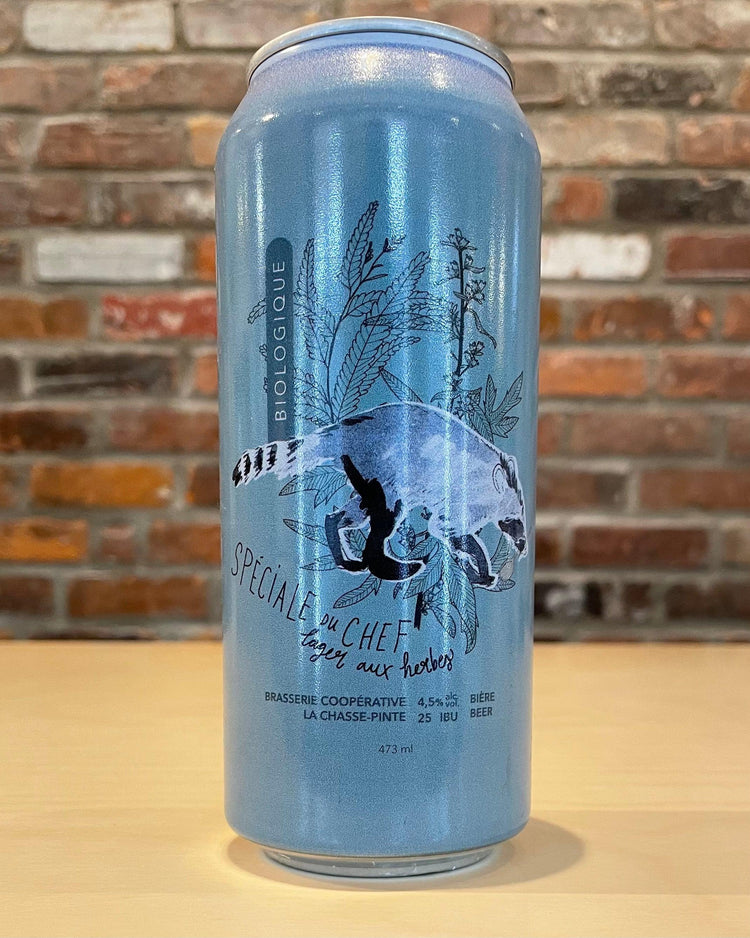 BIOLOGIQUE
SPÉCIALE DU CHEF
lager aux herbes
BRASSERIE COOPÉRATIVE 4,5% alc. vol. BIÈRE
LA CHASSE-PINTE 25 IBU BEER
473 ml